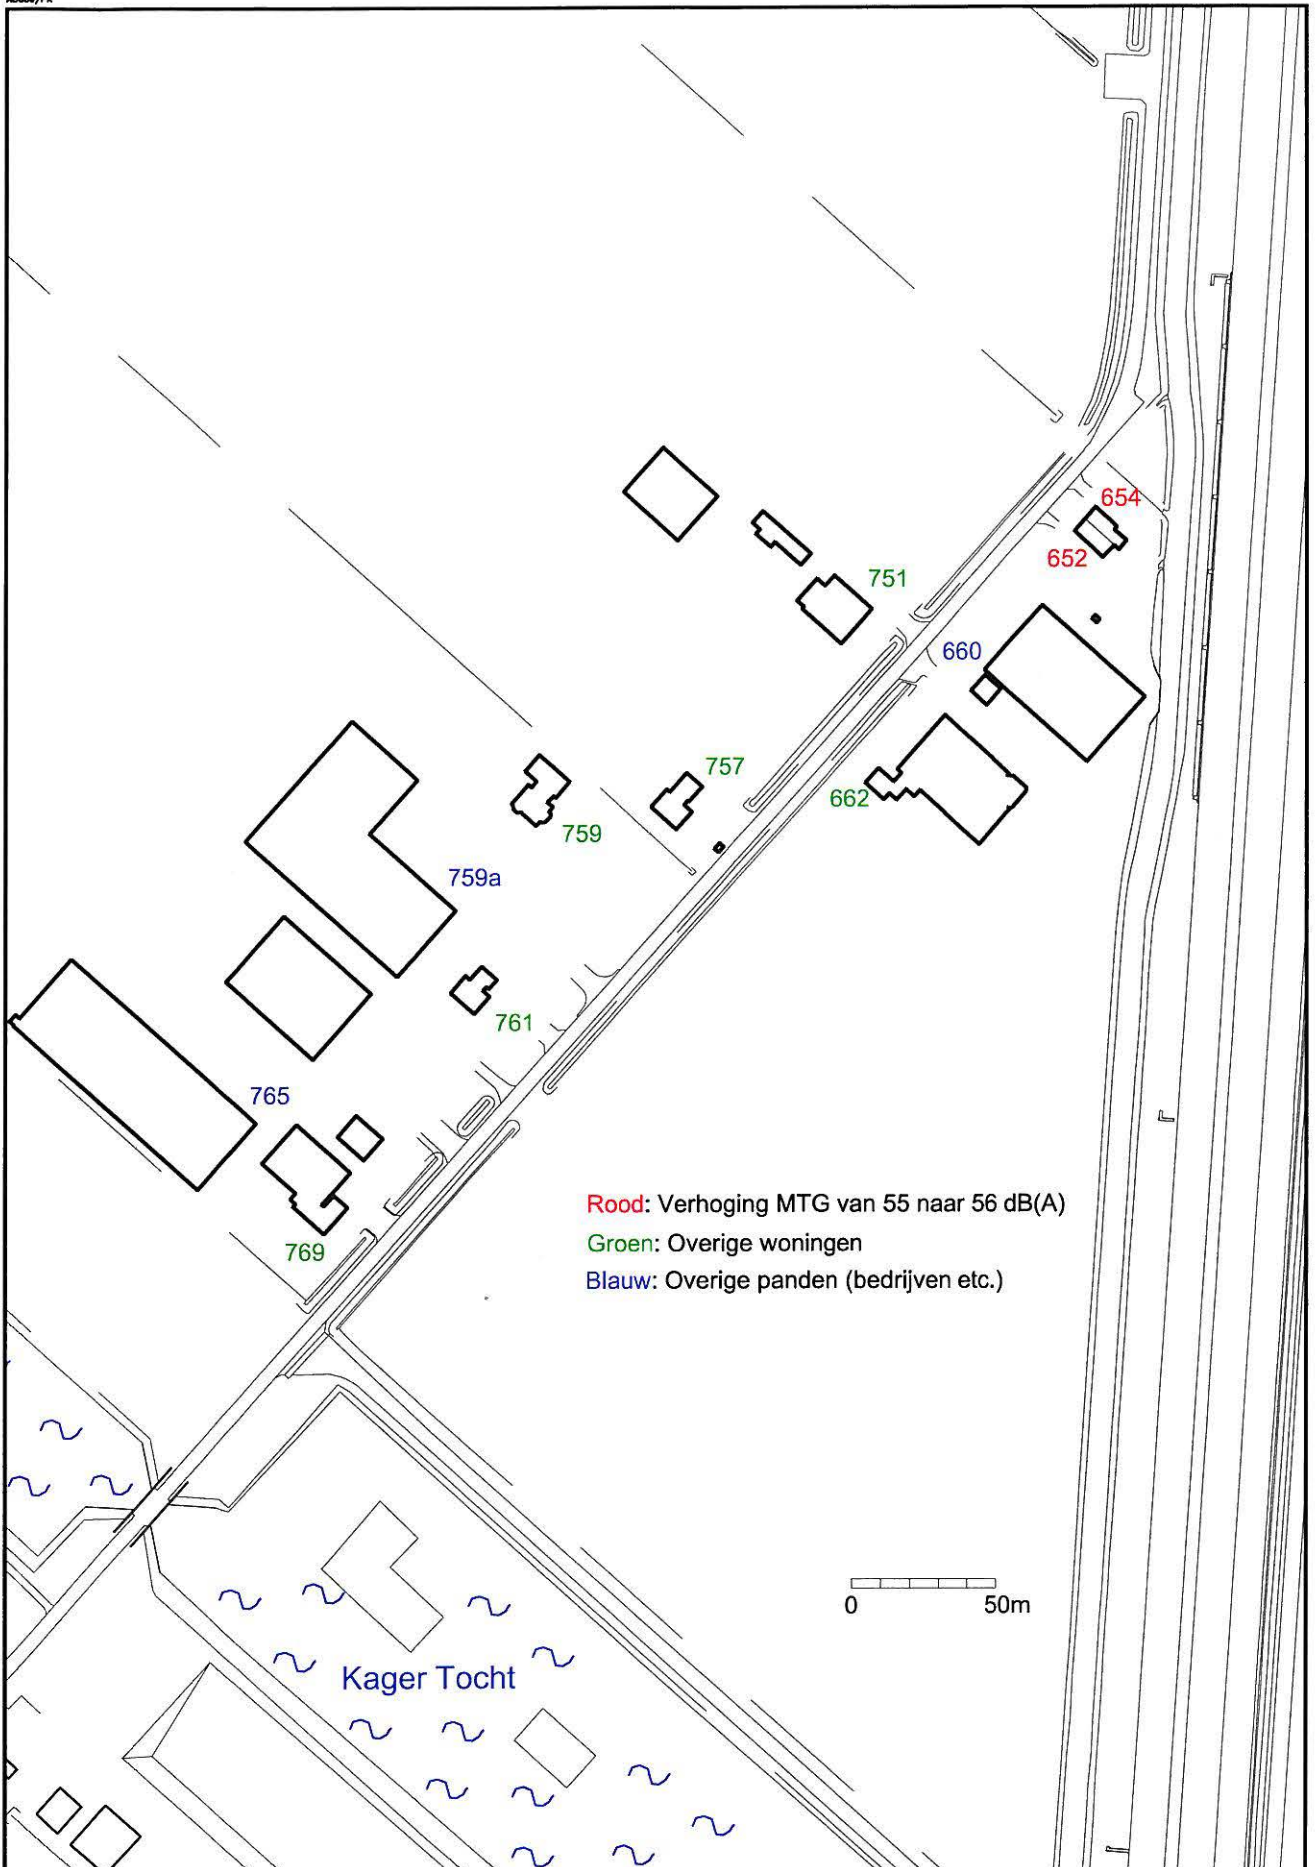 654
652
751
660
757
662
759
759a
761
765
769
Rood: Verhoging MTG van 55 naar 56 dB(A)
Groen: Overige woningen
Blauw: Overige panden (bedrijven etc.)
0 50m
Kager Tocht